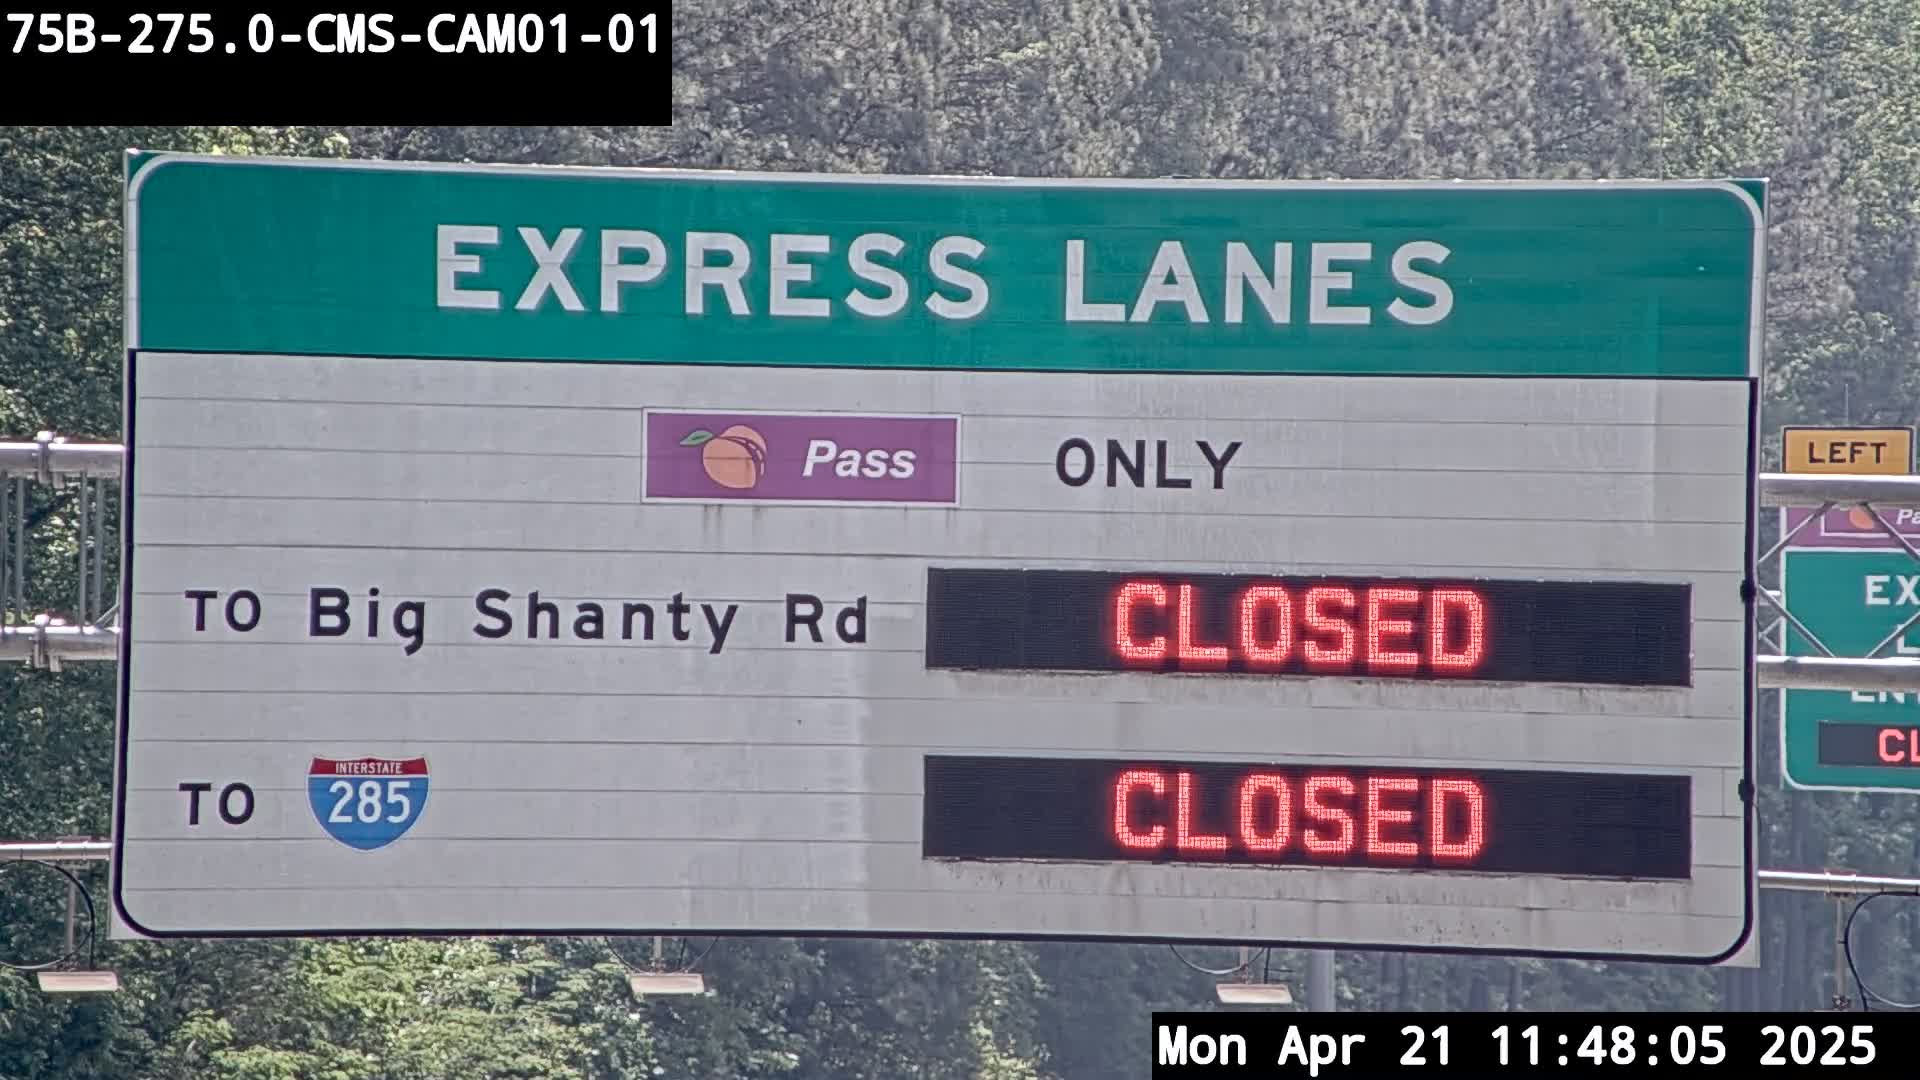 75B-275.0-CMS-CAM01-01
EXPRESS LANES
Pass ONLY
TO Big Shanty Rd CLOSED
TO INTERSTATE 285 CLOSED
LEFT
EX
Mon Apr 21 11:48:05 2025